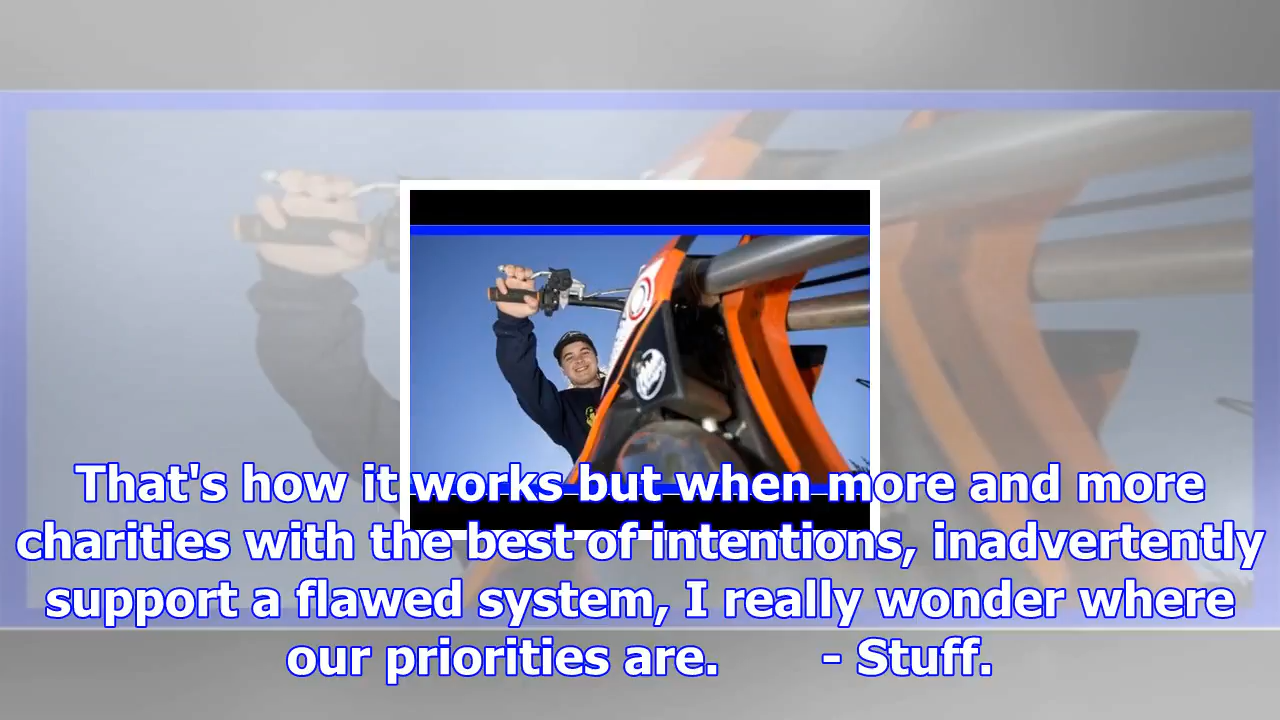 That's how it works but when more and more
charities with the best of intentions, inadvertently
support a flawed system, I really wonder where
our priorities are. - Stuff.